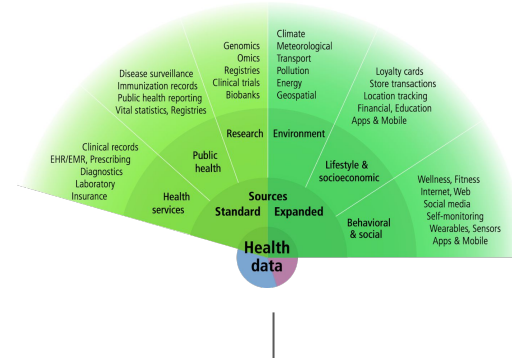 Climate
Meteorological
Transport
Pollution
Energy
Geospatial
Genomics
Omics
Registries
Clinical trials
Biobanks
Disease surveillance
Immunization records
Public health reporting
Vital statistics, Registries
Loyalty cards
Store transactions
Location tracking
Financial, Education
Apps & Mobile
Research
Environment
Clinical records
EHR/EMR, Prescribing
Diagnostics
Laboratory
Insurance
Public
health
Lifestyle &
socioeconomic
Wellness, Fitness
Internet, Web
Social media
Self-monitoring
Wearables, Sensors
Apps & Mobile
Health
services
Sources
Standard
Expanded
Behavioral
& social
Health
data